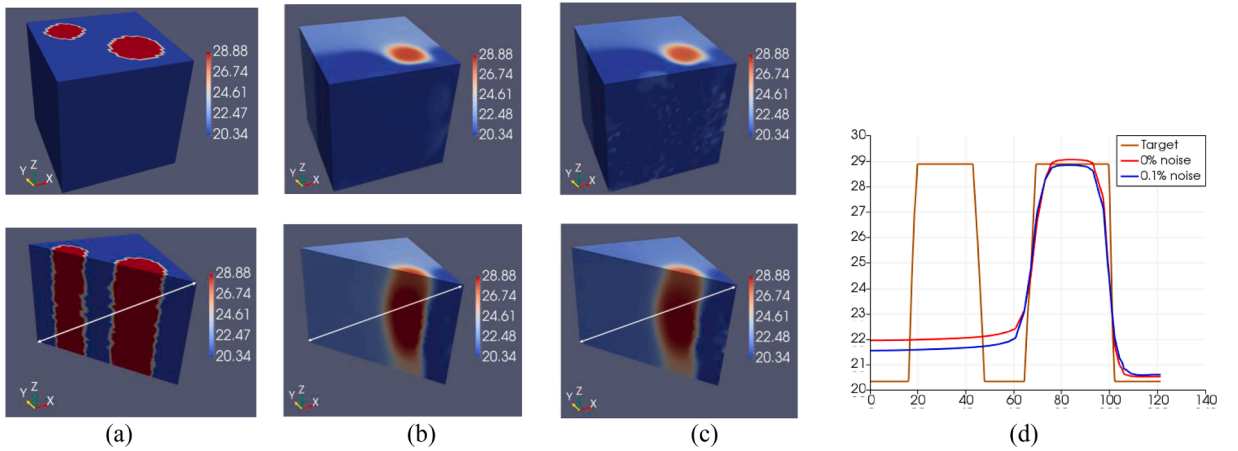 28.88
26.74
24.61
22.47
20.34
Z
Y
X
28.88
26.74
24.61
22.47
20.34
Z
Y
X
28.88
26.74
24.61
22.47
20.34
Z
Y
X
28.88
26.74
24.61
22.48
20.34
Z
Y
X
28.88
26.74
24.61
22.48
20.34
Z
Y
X
28.88
26.74
24.61
22.48
20.34
Z
Y
X
30
29
28
27
26
25
24
23
22
21
20
0 20 40 60 80 100 120 140
Target
0% noise
0.1% noise
(a) (b) (c) (d)